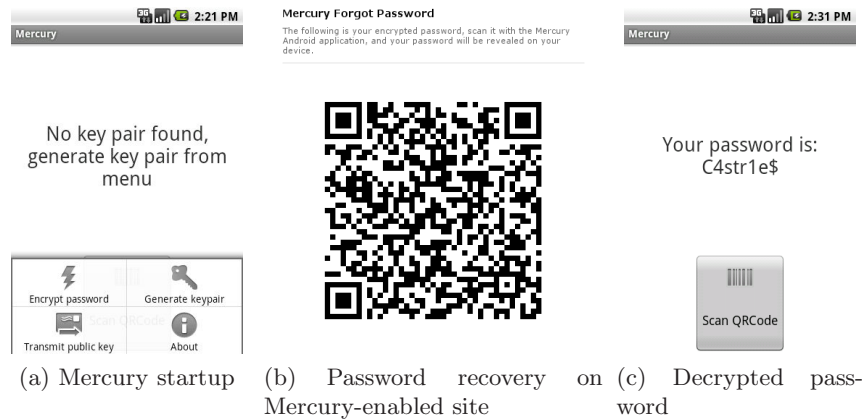 2:21 PM
Mercury
No key pair found,
generate key pair from
menu
Encrypt password
Generate keypair
Scan QRCode
Transmit public key
About
(a) Mercury startup
Mercury Forgot Password
The following is your encrypted password, scan it with the Mercury
Android application, and your password will be revealed on your
device.
(b) Password recovery on
Mercury-enabled site
2:31 PM
Mercury
Your password is:
C4str1e$
Scan QRCode
(c) Decrypted pass-
word